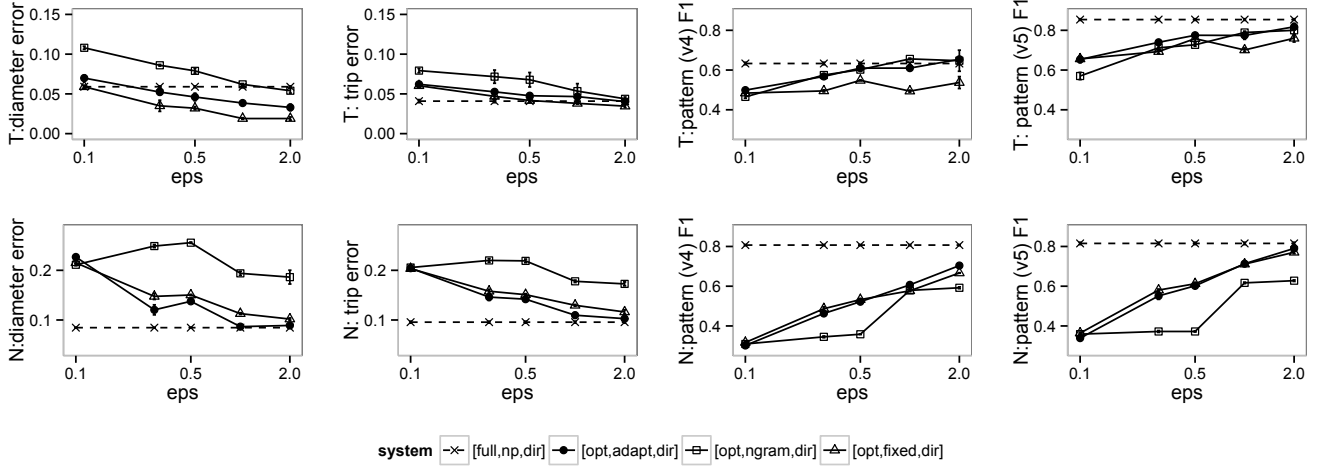 T:diameter error
0.15
0.10
0.05
0.00
0.1
0.5
2.0
eps
T: trip error
0.15
0.10
0.05
0.00
0.1
0.5
2.0
eps
T:pattern (v4) F1
0.8
0.6
0.4
0.1
0.5
2.0
eps
T: pattern (v5) F1
0.8
0.6
0.4
0.1
0.5
2.0
eps
N:diameter error
0.2
0.1
0.1
0.5
2.0
eps
N: trip error
0.2
0.1
0.1
0.5
2.0
eps
N:pattern (v4) F1
0.8
0.6
0.4
0.1
0.5
2.0
eps
N:pattern (v5) F1
0.8
0.6
0.4
0.1
0.5
2.0
eps
system [full,np,dir] [opt,adapt,dir] [opt,ngram,dir] [opt,fixed,dir]